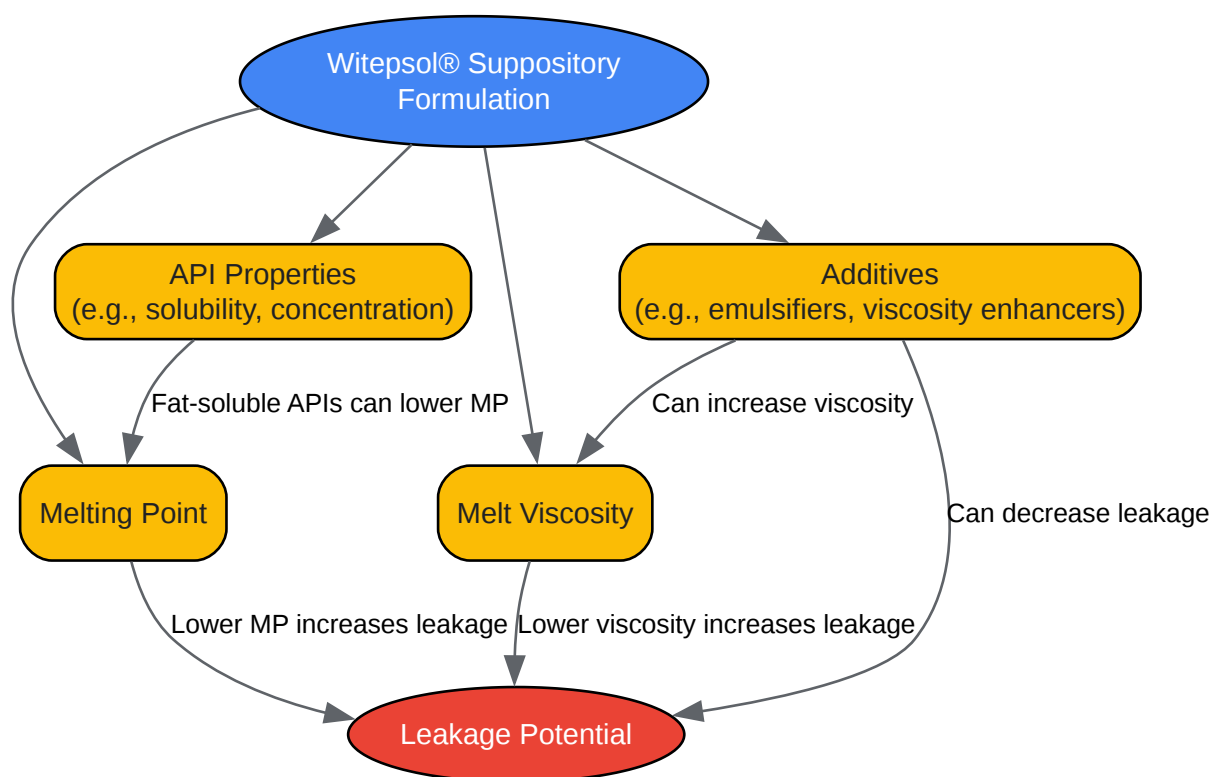 Witepsol® Suppository
Formulation
API Properties
(e.g., solubility, concentration)
Additives
(e.g., emulsifiers, viscosity enhancers)
Fat-soluble APIs can lower MP
Can increase viscosity
Melting Point
Melt Viscosity
Can decrease leakage
Lower MP increases leakage
Lower viscosity increases leakage
Leakage Potential